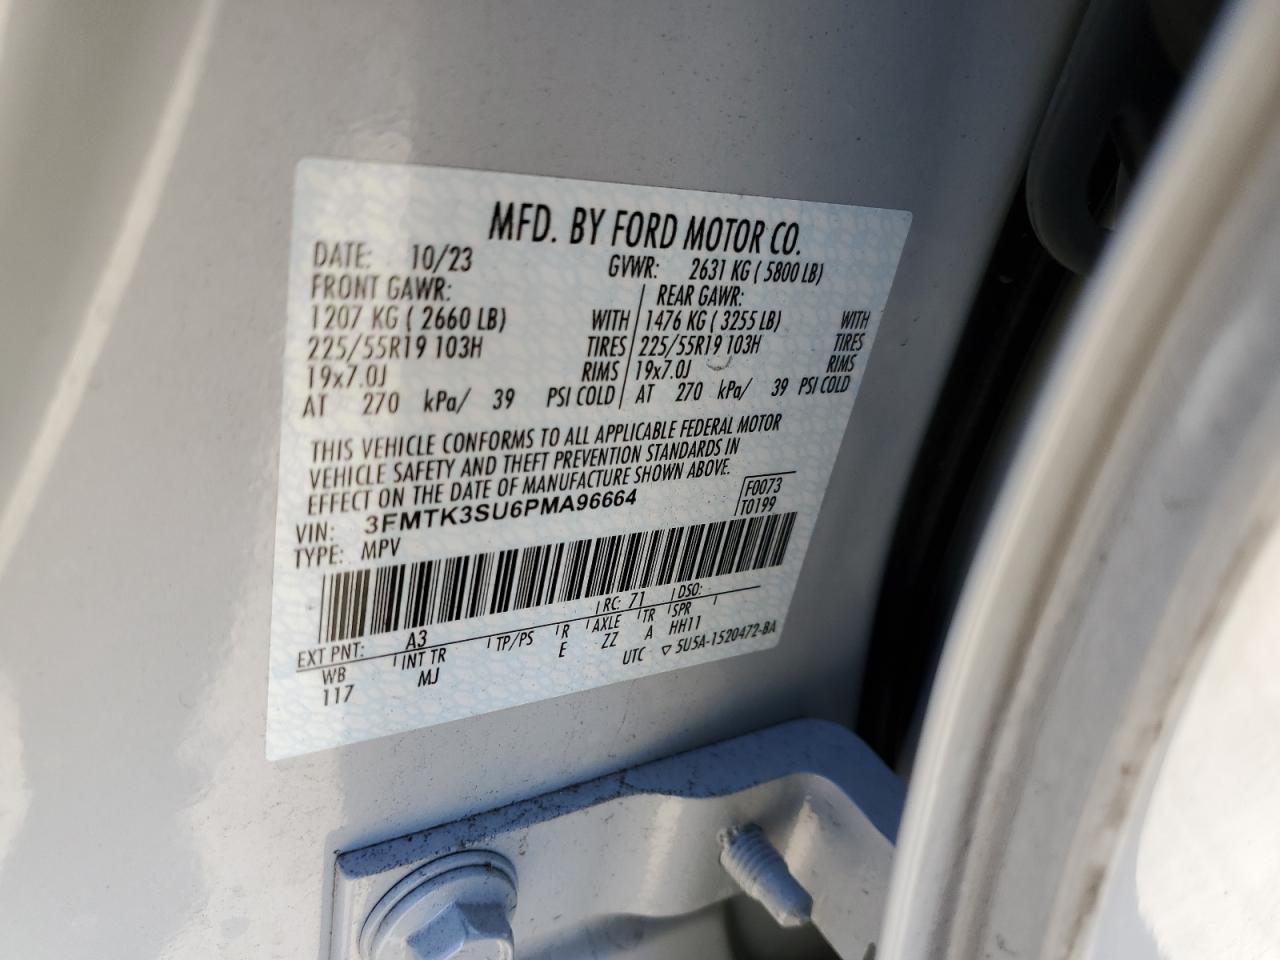 MFD. BY FORD MOTOR CO.
DATE: 10/23 GVWR: 2631 KG ( 5800 LB)
FRONT GAWR: REAR GAWR:
1207 KG ( 2660 LB) WITH 1476 KG ( 3255 LB) WITH
225/55R19 103H TIRES 225/55R19 103H TIRES
19x7.0J RIMS 19x7.0J RIMS
AT 270 kPa/ 39 PSI COLD AT 270 kPa/ 39 PSI COLD
THIS VEHICLE CONFORMS TO ALL APPLICABLE FEDERAL MOTOR
VEHICLE SAFETY AND THEFT PREVENTION STANDARDS IN
EFFECT ON THE DATE OF MANUFACTURE SHOWN ABOVE.
VIN: 3FMTK3SU6PMA96664 F0073
TYPE: MPV T0199
EXT PNT: A3 RC: 71 DSO:
WB INT TR TP/PS R AXLE TR SPR
117 MJ E ZZ A HH11
UTC ▽ 5U5A-1520472-BA